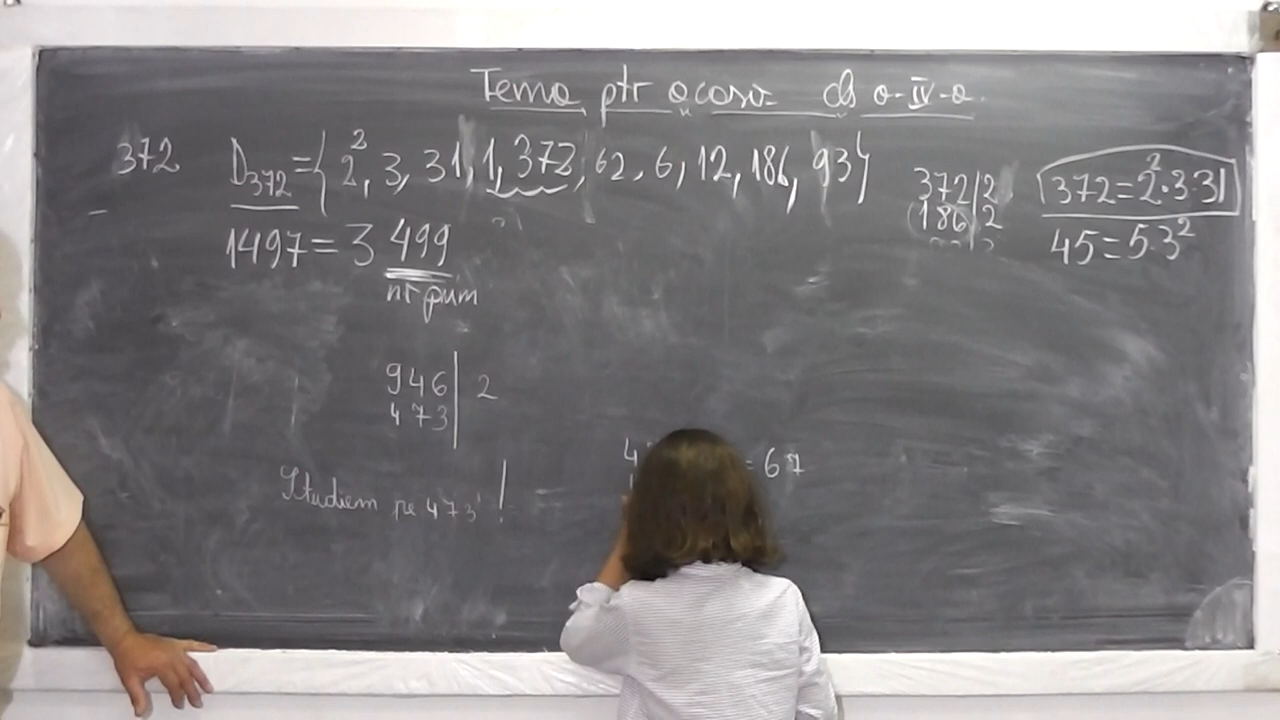 Tema ptr acasa cls a-IV-a.
372 D372={2², 3, 31, 1, 372, 62, 6, 12, 186, 93}
372|2
186|2
372=2²·3·31
45=5·3²
1497=3 499
nr prim
946|2
473
Studiem pe 473!
= 67